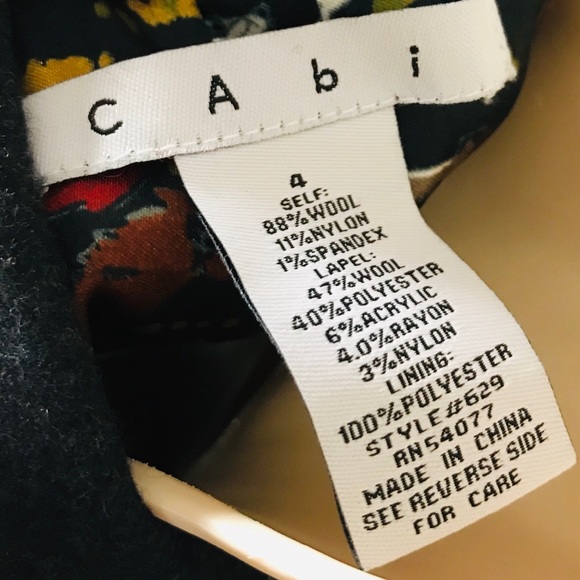 cAbi
4
SELF:
88%WOOL
11%NYLON
1%SPANDEX
LAPEL:
47%WOOL
40%POLYESTER
6%ACRYLIC
4.0%RAYON
3%NYLON
LINING:
100%POLYESTER
STYLE#629
RN54077
MADE IN CHINA
SEE REVERSE SIDE
FOR CARE